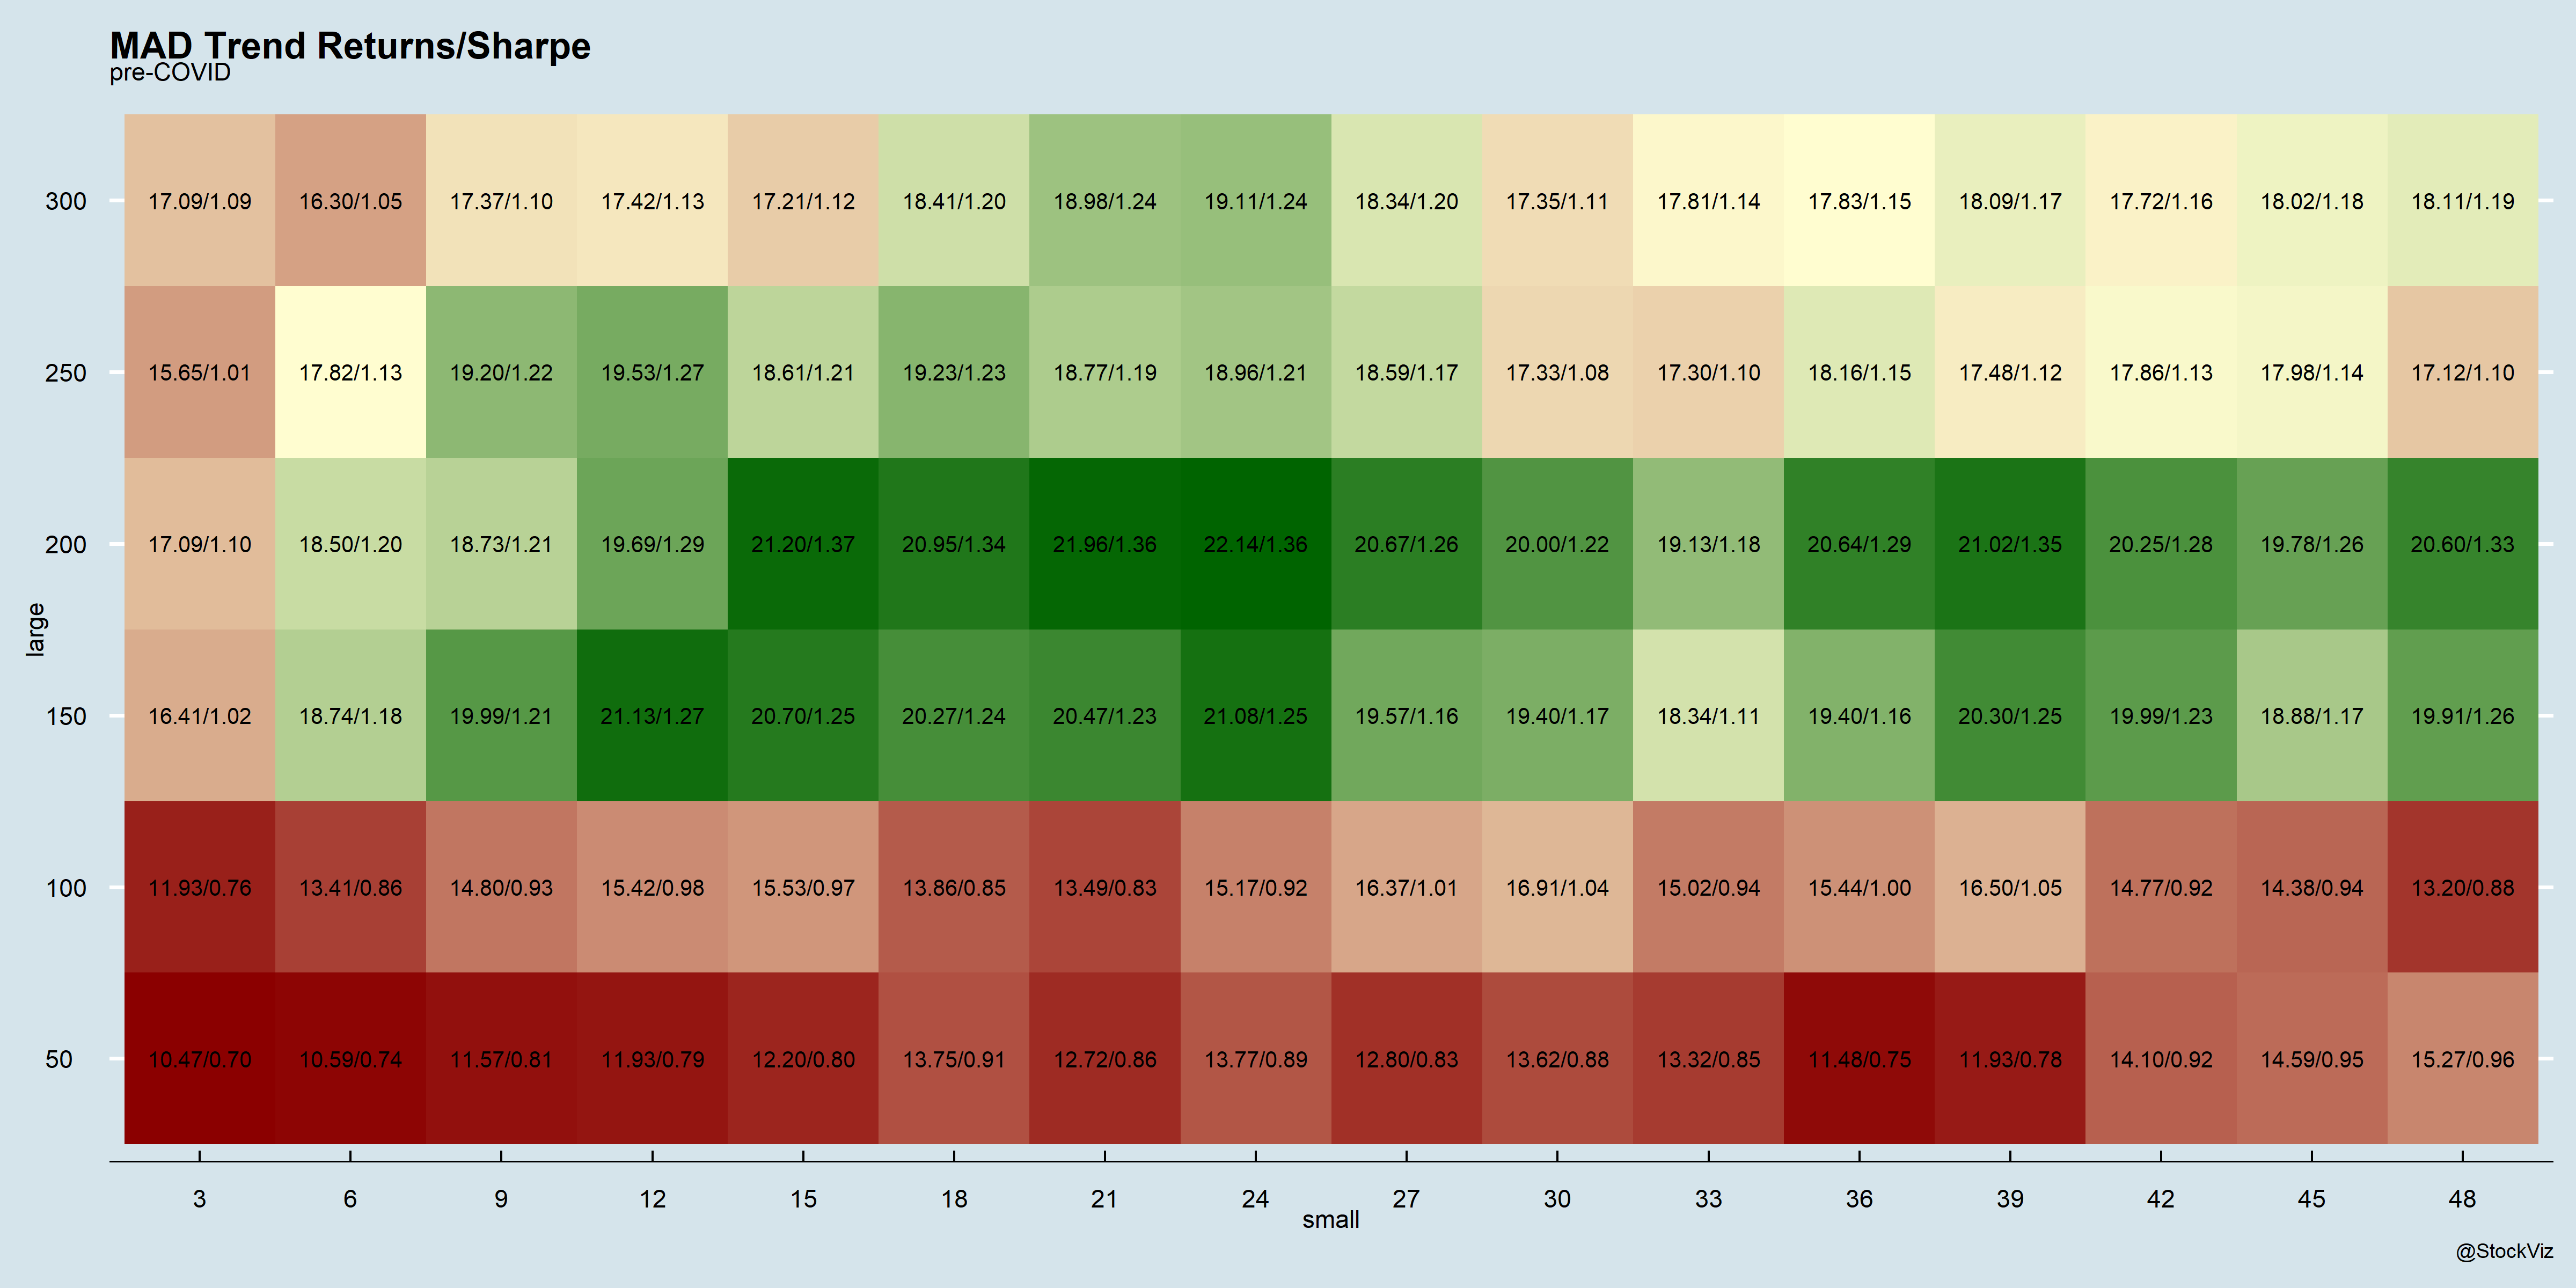 MAD Trend Returns/Sharpe
pre-COVID
300 17.09/1.09 16.30/1.05 17.37/1.10 17.42/1.13 17.21/1.12 18.41/1.20 18.98/1.24 19.11/1.24 18.34/1.20 17.35/1.11 17.81/1.14 17.83/1.15 18.09/1.17 17.72/1.16 18.02/1.18 18.11/1.19
250 15.65/1.01 17.82/1.13 19.20/1.22 19.53/1.27 18.61/1.21 19.23/1.23 18.77/1.19 18.96/1.21 18.59/1.17 17.33/1.08 17.30/1.10 18.16/1.15 17.48/1.12 17.86/1.13 17.98/1.14 17.12/1.10
200 17.09/1.10 18.50/1.20 18.73/1.21 19.69/1.29 21.20/1.37 20.95/1.34 21.96/1.36 22.14/1.36 20.67/1.26 20.00/1.22 19.13/1.18 20.64/1.29 21.02/1.35 20.25/1.28 19.78/1.26 20.60/1.33
large
150 16.41/1.02 18.74/1.18 19.99/1.21 21.13/1.27 20.70/1.25 20.27/1.24 20.47/1.23 21.08/1.25 19.57/1.16 19.40/1.17 18.34/1.11 19.40/1.16 20.30/1.25 19.99/1.23 18.88/1.17 19.91/1.26
100 11.93/0.76 13.41/0.86 14.80/0.93 15.42/0.98 15.53/0.97 13.86/0.85 13.49/0.83 15.17/0.92 16.37/1.01 16.91/1.04 15.02/0.94 15.44/1.00 16.50/1.05 14.77/0.92 14.38/0.94 13.20/0.88
50 10.47/0.70 10.59/0.74 11.57/0.81 11.93/0.79 12.20/0.80 13.75/0.91 12.72/0.86 13.77/0.89 12.80/0.83 13.62/0.88 13.32/0.85 11.48/0.75 11.93/0.78 14.10/0.92 14.59/0.95 15.27/0.96
3 6 9 12 15 18 21 24 27 30 33 36 39 42 45 48
small
@StockViz